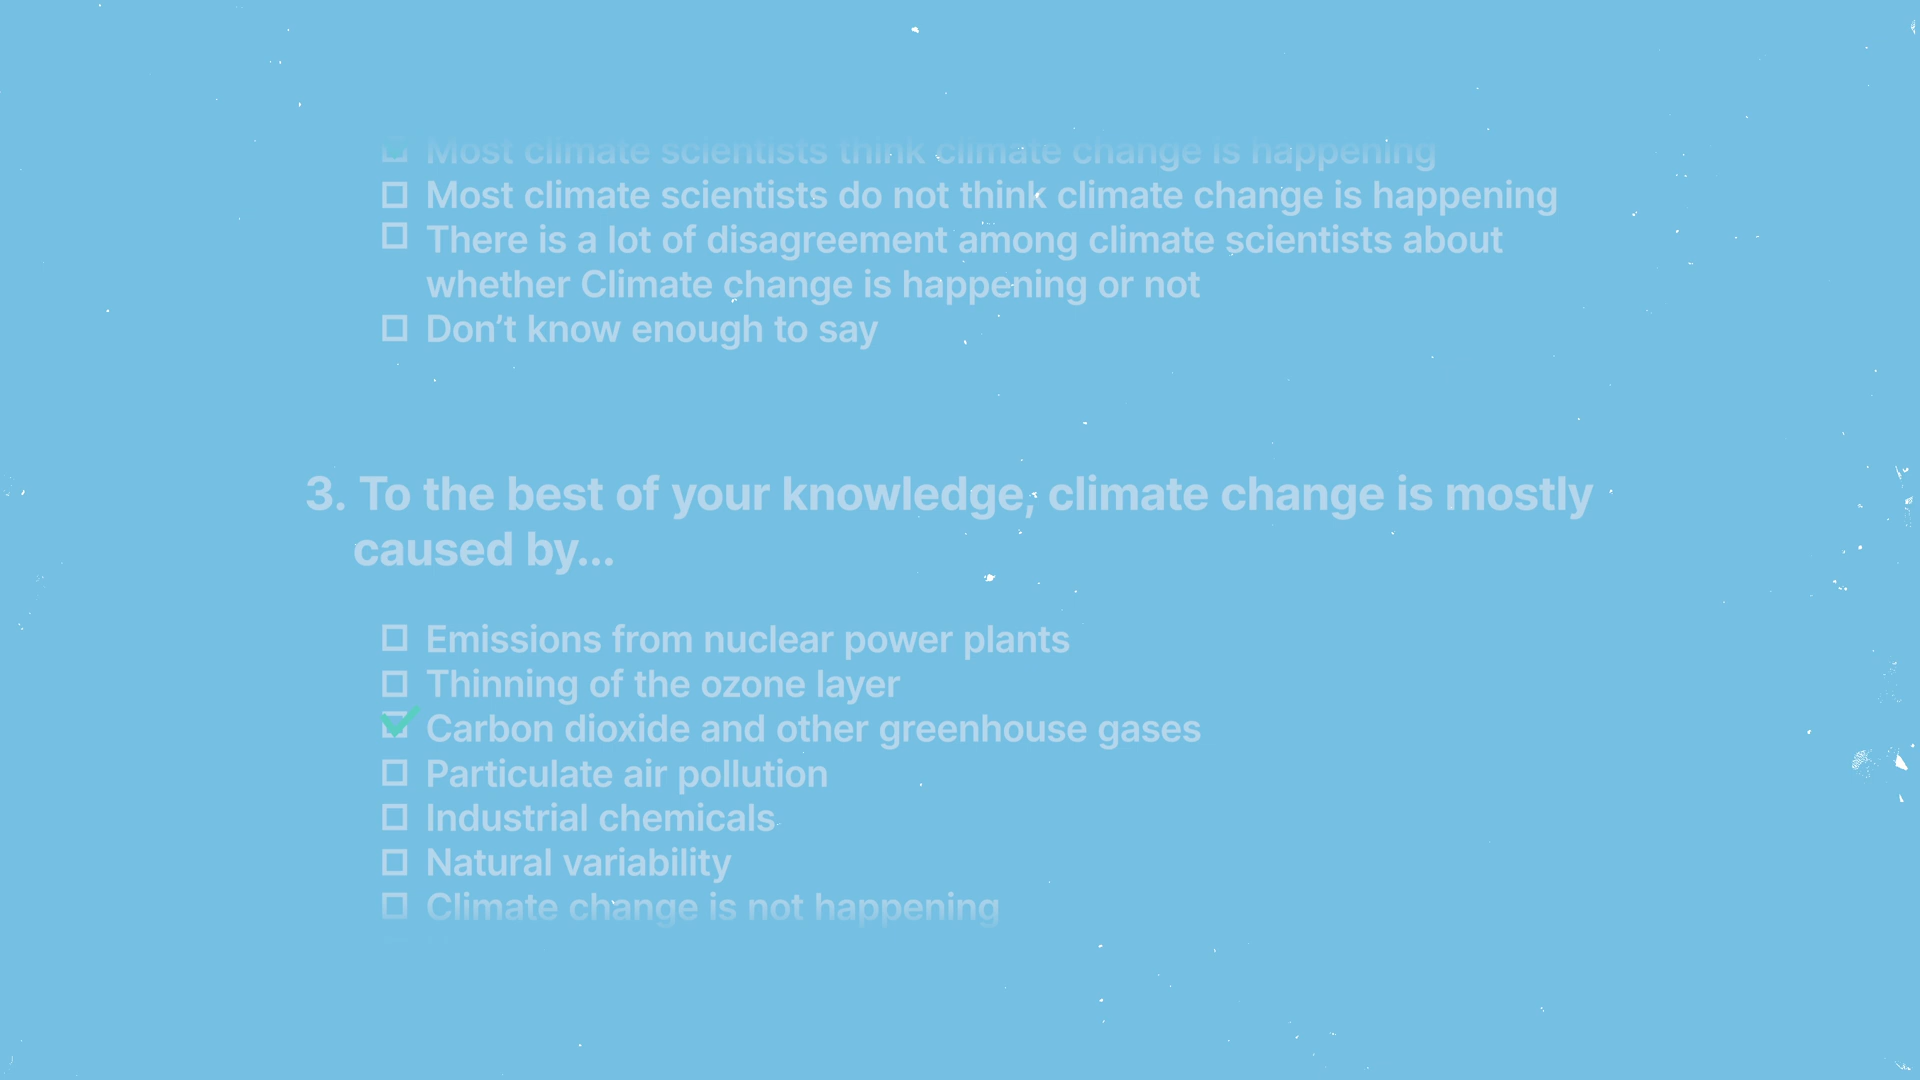 Most climate scientists think climate change is happening
Most climate scientists do not think climate change is happening
There is a lot of disagreement among climate scientists about
whether Climate change is happening or not
Don’t know enough to say
3. To the best of your knowledge, climate change is mostly
caused by...
Emissions from nuclear power plants
Thinning of the ozone layer
Carbon dioxide and other greenhouse gases
Particulate air pollution
Industrial chemicals
Natural variability
Climate change is not happening